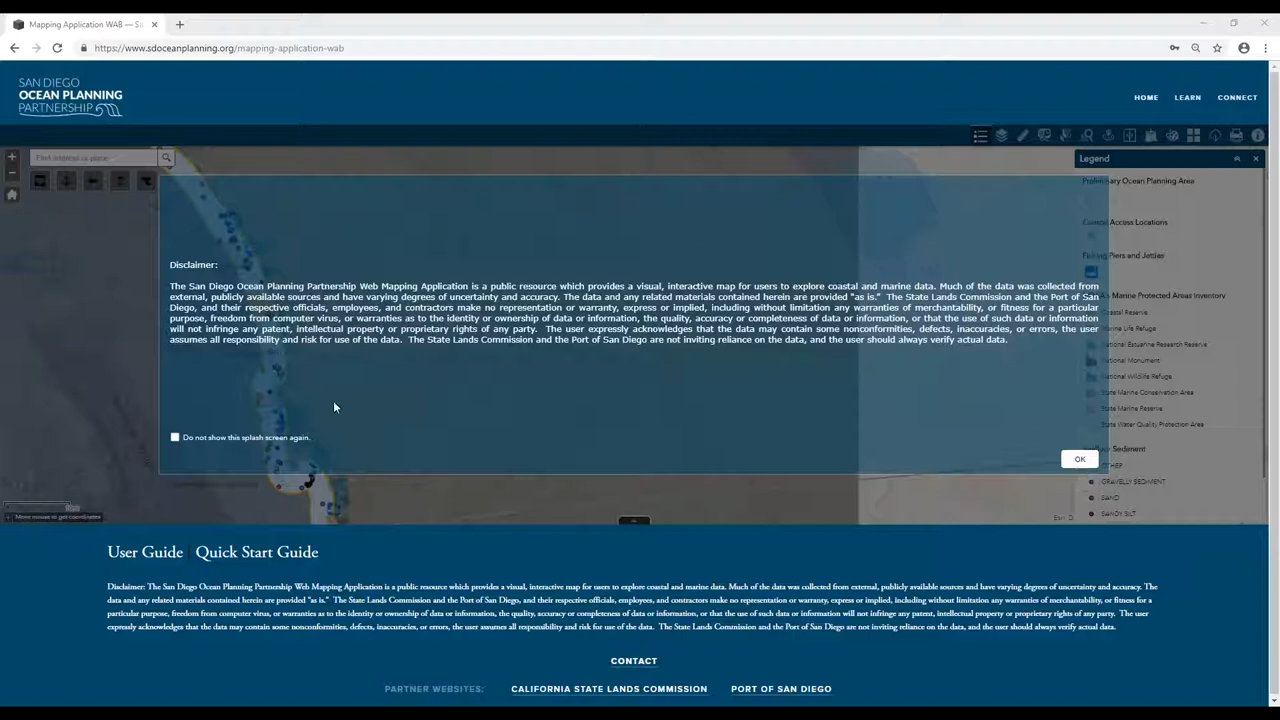 Mapping Application WAB — Sa
https://www.sdoceanplanning.org/mapping-application-wab
SAN DIEGO
OCEAN PLANNING
PARTNERSHIP
HOME LEARN CONNECT
Find address or place
Legend
Preliminary Ocean Planning Area
Coastal Access Locations
Fishing Piers and Jetties
Marine Protected Areas Inventory
Marine Life Refuge
National Estuarine Research Reserve
National Monument
National Wildlife Refuge
State Marine Conservation Area
State Marine Reserve
State Water Quality Protection Area
Sediment
OTHER
GRAVELLY SEDIMENT
SAND
SANDY SILT
Disclaimer:
The San Diego Ocean Planning Partnership Web Mapping Application is a public resource which provides a visual, interactive map for users to explore coastal and marine data. Much of the data was collected from
external, publicly available sources and have varying degrees of uncertainty and accuracy. The data and any related materials contained herein are provided "as is." The State Lands Commission and the Port of San
Diego, and their respective officials, employees, and contractors make no representation or warranty, express or implied, including without limitation any warranties of merchantability, or fitness for a particular
purpose, freedom from computer virus, or warranties as to the identity or ownership of data or information, the quality, accuracy or completeness of data or information, or that the use of such data or information
will not infringe any patent, intellectual property or proprietary rights of any party. The user expressly acknowledges that the data may contain some nonconformities, defects, inaccuracies, or errors, the user
assumes all responsibility and risk for use of the data. The State Lands Commission and the Port of San Diego are not inviting reliance on the data, and the user should always verify actual data.
Do not show this splash screen again.
OK
Move mouse to get coordinates
User Guide | Quick Start Guide
Disclaimer: The San Diego Ocean Planning Partnership Web Mapping Application is a public resource which provides a visual, interactive map for users to explore coastal and marine data. Much of the data was collected from external, publicly available sources and have varying degrees of uncertainty and accuracy. The
data and any related materials contained herein are provided "as is." The State Lands Commission and the Port of San Diego, and their respective officials, employees, and contractors make no representation or warranty, express or implied, including without limitation any warranties of merchantability, or fitness for a
particular purpose, freedom from computer virus, or warranties as to the identity or ownership of data or information, the quality, accuracy or completeness of data or information, or that the use of such data or information will not infringe any patent, intellectual property or proprietary rights of any party. The user
expressly acknowledges that the data may contain some nonconformities, defects, inaccuracies, or errors, the user assumes all responsibility and risk for use of the data. The State Lands Commission and the Port of San Diego are not inviting reliance on the data, and the user should always verify actual data.
CONTACT
PARTNER WEBSITES: CALIFORNIA STATE LANDS COMMISSION PORT OF SAN DIEGO